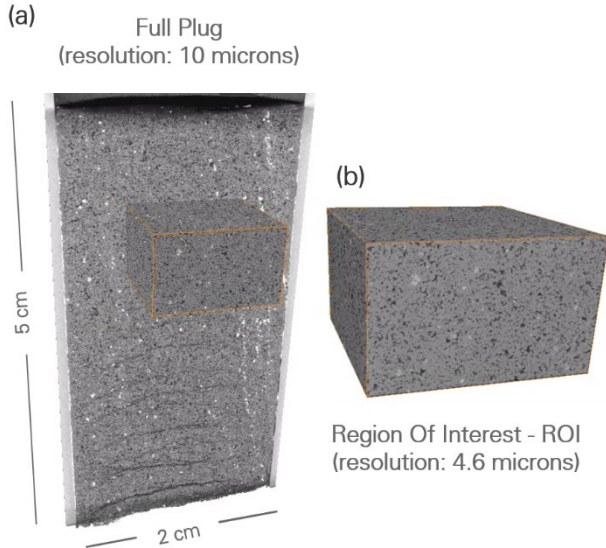 (a)
Full Plug
(resolution: 10 microns)
5 cm
2 cm
(b)
Region Of Interest - ROI
(resolution: 4.6 microns)